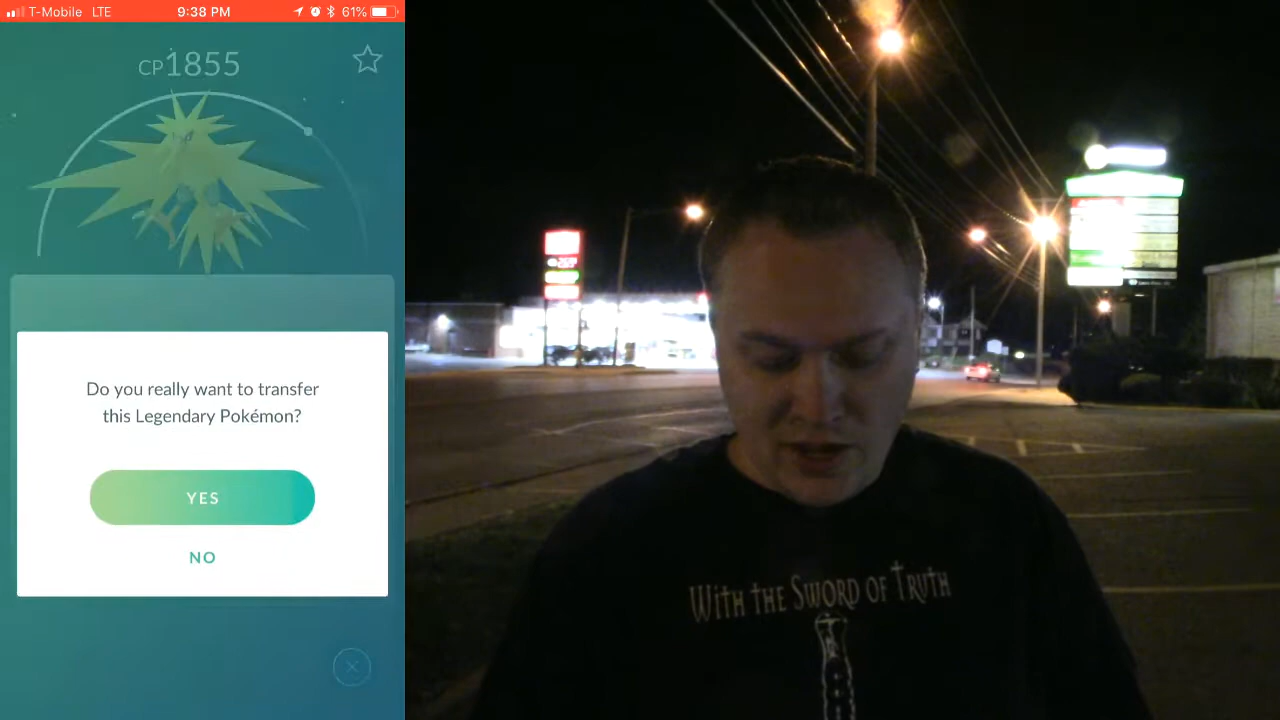 T-Mobile LTE 9:38 PM 61%
CP1855
Do you really want to transfer
this Legendary Pokémon?
YES
NO
With the Sword of Truth